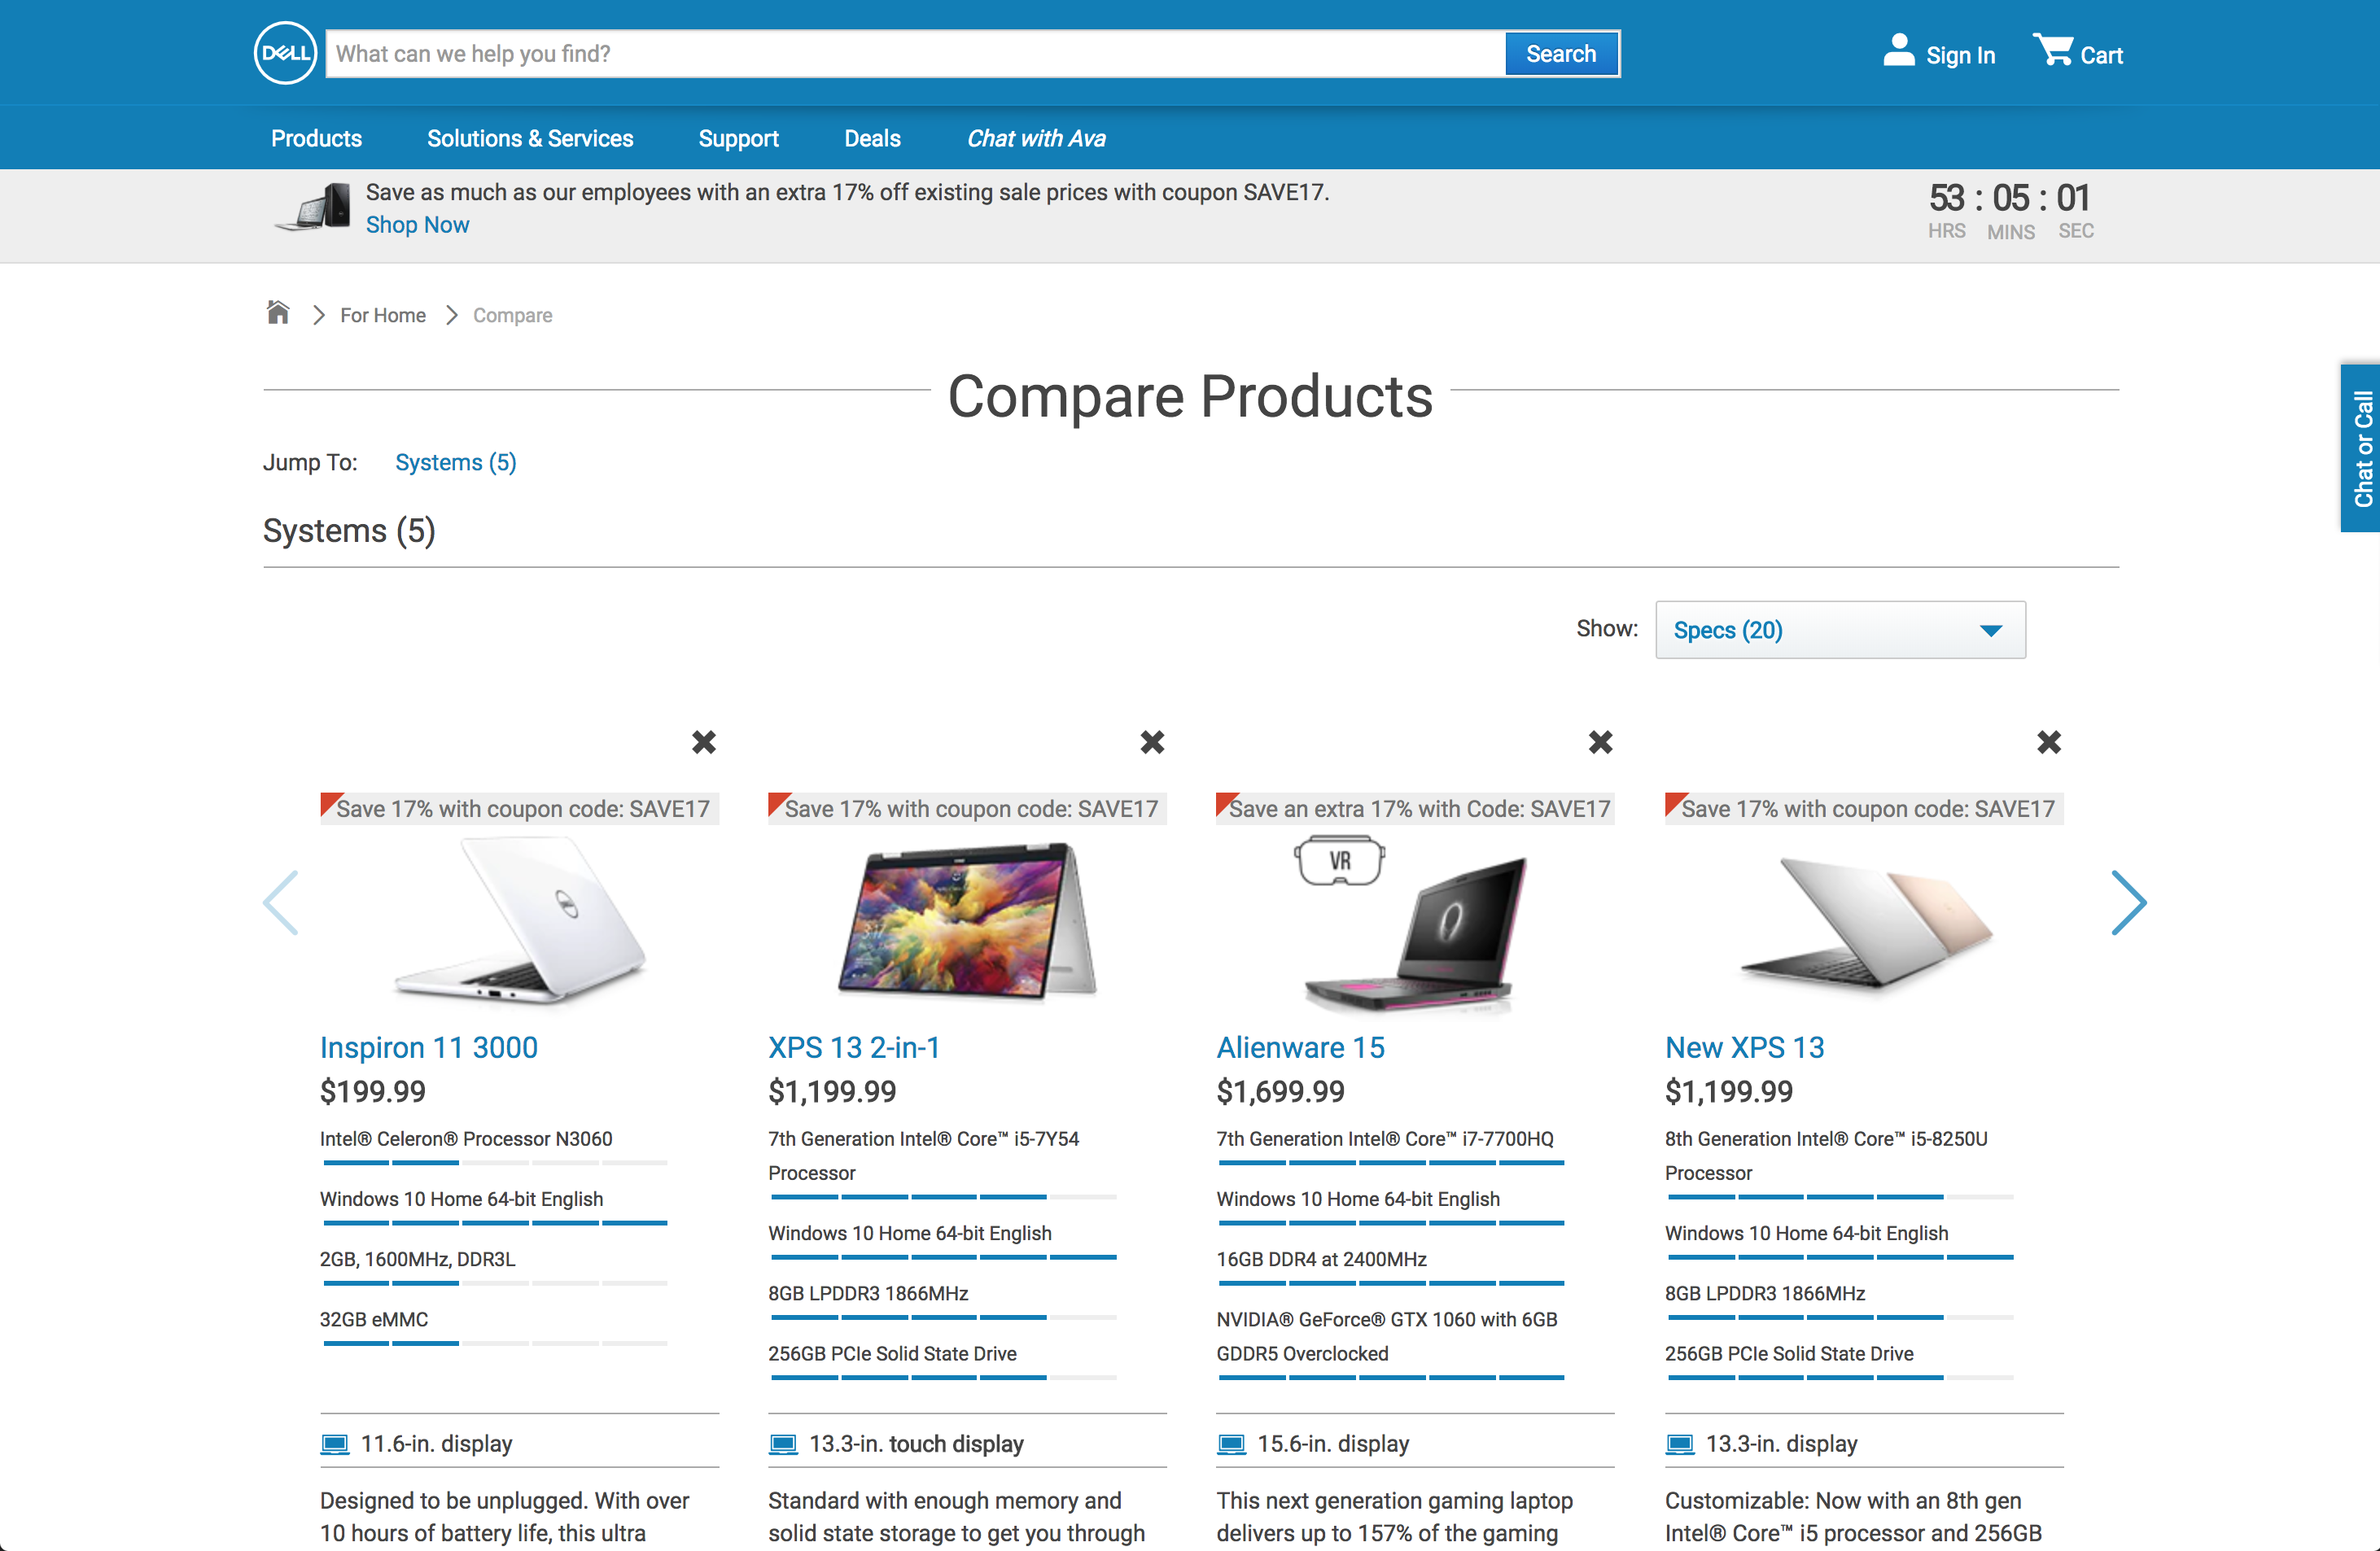 DELL
What can we help you find?
Search
Sign In
Cart
Products
Solutions & Services
Support
Deals
Chat with Ava
Save as much as our employees with an extra 17% off existing sale prices with coupon SAVE17.
Shop Now
53 : 05 : 01
HRS MINS SEC
For Home
Compare
Compare Products
Chat or Call
Jump To:
Systems (5)
Systems (5)
Show:
Specs (20)
Save 17% with coupon code: SAVE17
Inspiron 11 3000
$199.99
Intel® Celeron® Processor N3060
Windows 10 Home 64-bit English
2GB, 1600MHz, DDR3L
32GB eMMC
11.6-in. display
Designed to be unplugged. With over
10 hours of battery life, this ultra
Save 17% with coupon code: SAVE17
XPS 13 2-in-1
$1,199.99
7th Generation Intel® Core™ i5-7Y54
Processor
Windows 10 Home 64-bit English
8GB LPDDR3 1866MHz
256GB PCIe Solid State Drive
13.3-in. touch display
Standard with enough memory and
solid state storage to get you through
Save an extra 17% with Code: SAVE17
VR
Alienware 15
$1,699.99
7th Generation Intel® Core™ i7-7700HQ
Windows 10 Home 64-bit English
16GB DDR4 at 2400MHz
NVIDIA® GeForce® GTX 1060 with 6GB
GDDR5 Overclocked
15.6-in. display
This next generation gaming laptop
delivers up to 157% of the gaming
Save 17% with coupon code: SAVE17
New XPS 13
$1,199.99
8th Generation Intel® Core™ i5-8250U
Processor
Windows 10 Home 64-bit English
8GB LPDDR3 1866MHz
256GB PCIe Solid State Drive
13.3-in. display
Customizable: Now with an 8th gen
Intel® Core™ i5 processor and 256GB